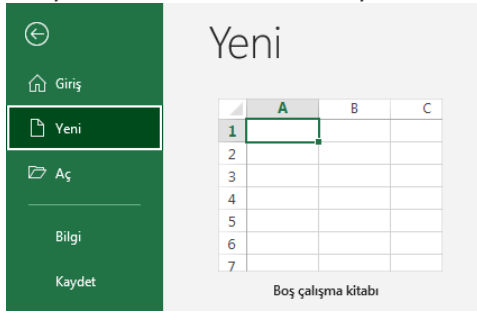 Yeni
Giriş
Yeni
Aç
Bilgi
Kaydet
A B C
1
2
3
4
5
6
7
Boş çalışma kitabı